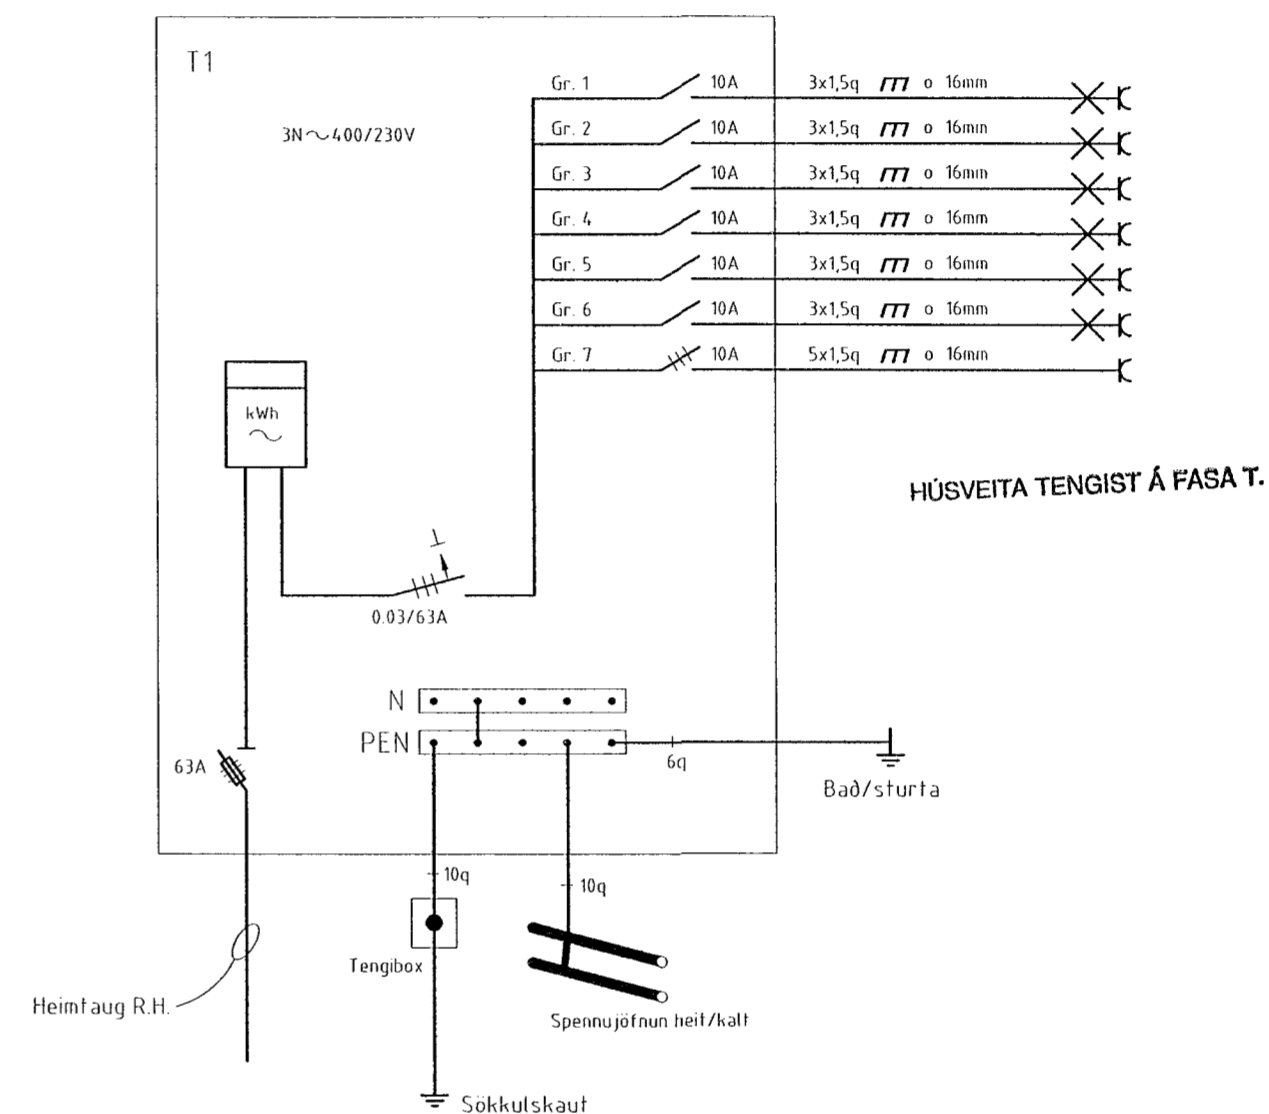 T1
3N~400/230V
Gr. 1 10A 3x1,5q o 16mm
Gr. 2 10A 3x1,5q o 16mm
Gr. 3 10A 3x1,5q o 16mm
Gr. 4 10A 3x1,5q o 16mm
Gr. 5 10A 3x1,5q o 16mm
Gr. 6 10A 3x1,5q o 16mm
Gr. 7 10A 5x1,5q o 16mm
kWh
~
HÚSVEITA TENGIST Á FASA T.
0.03/63A
N
PEN
63A
6q
Bað/sturta
10q
10q
Tengibox
Heimtaug R.H.
Spennujöfnun heit/kalt
Sökkulskaut